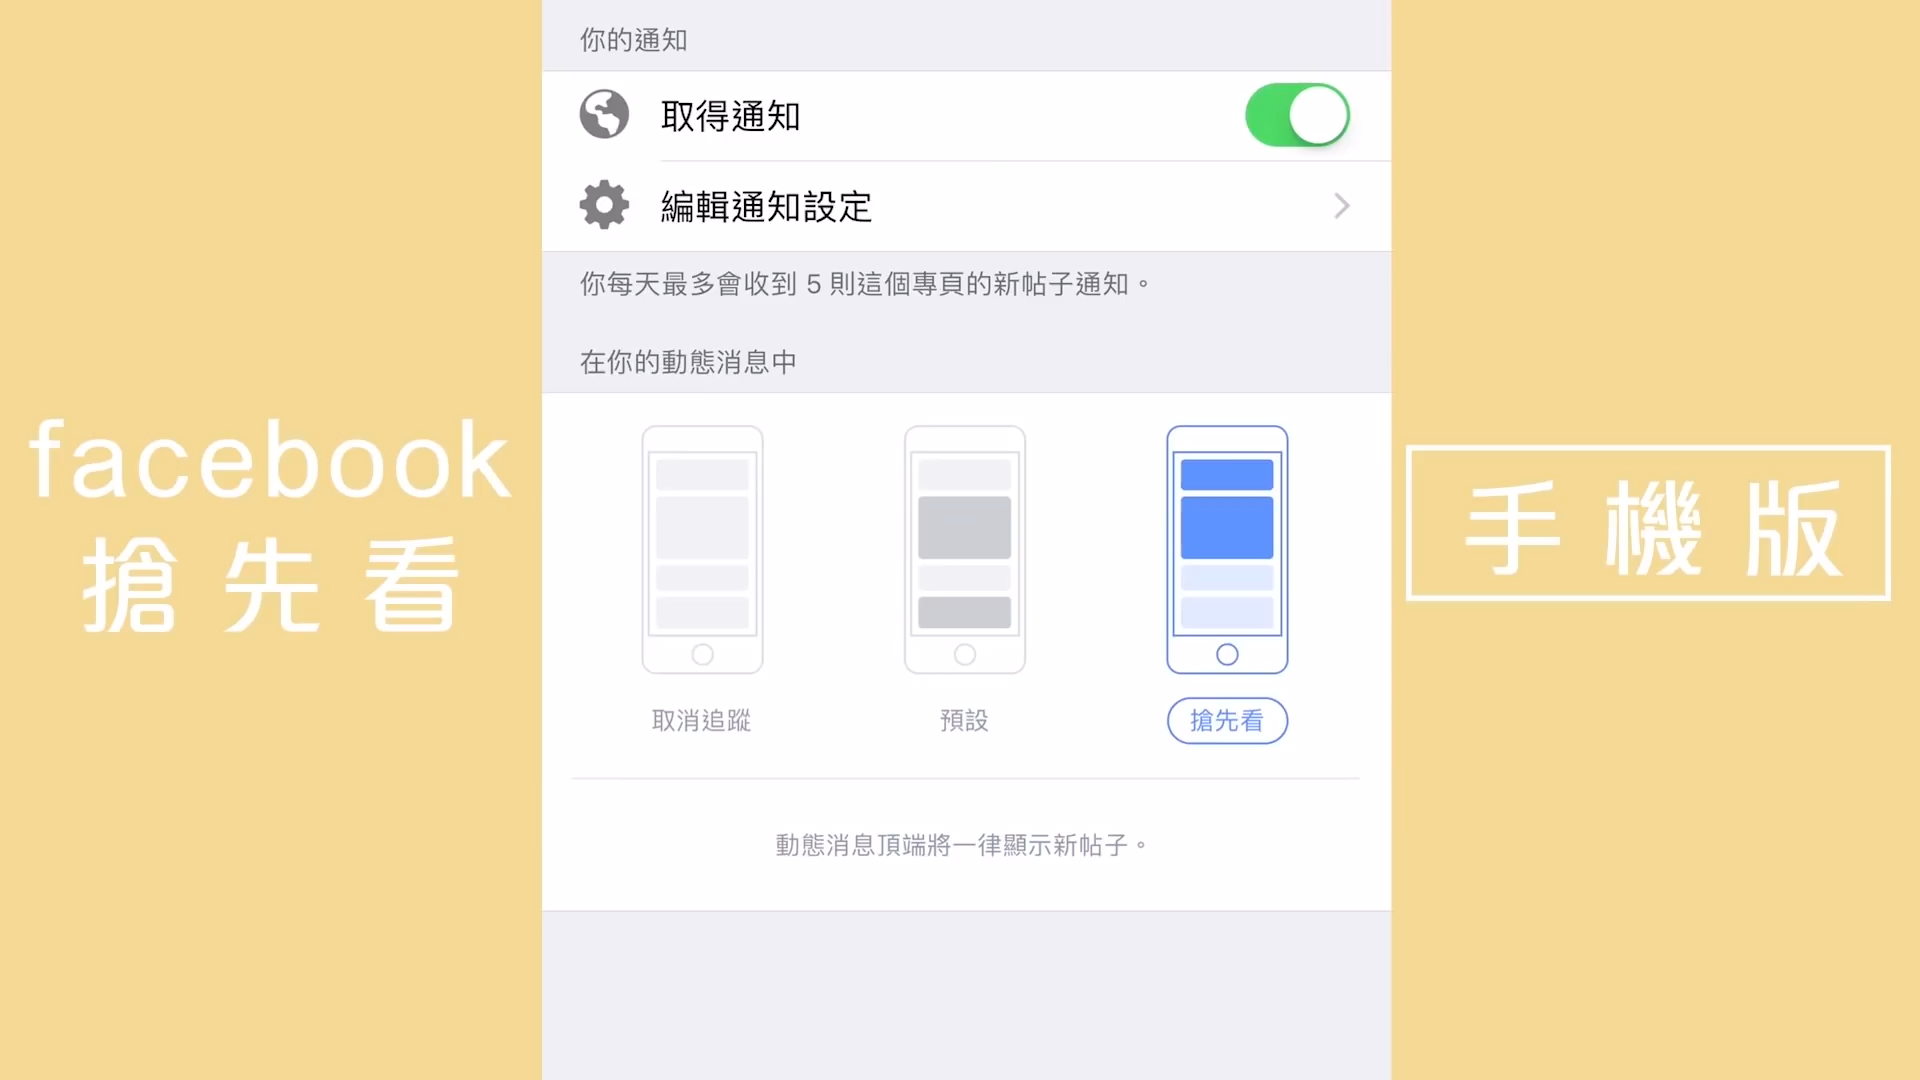 你的通知
取得通知
編輯通知設定
你每天最多會收到 5 則這個專頁的新帖子通知。
在你的動態消息中
facebook
搶先看
手機版
取消追蹤
預設
搶先看
動態消息頂端將一律顯示新帖子。